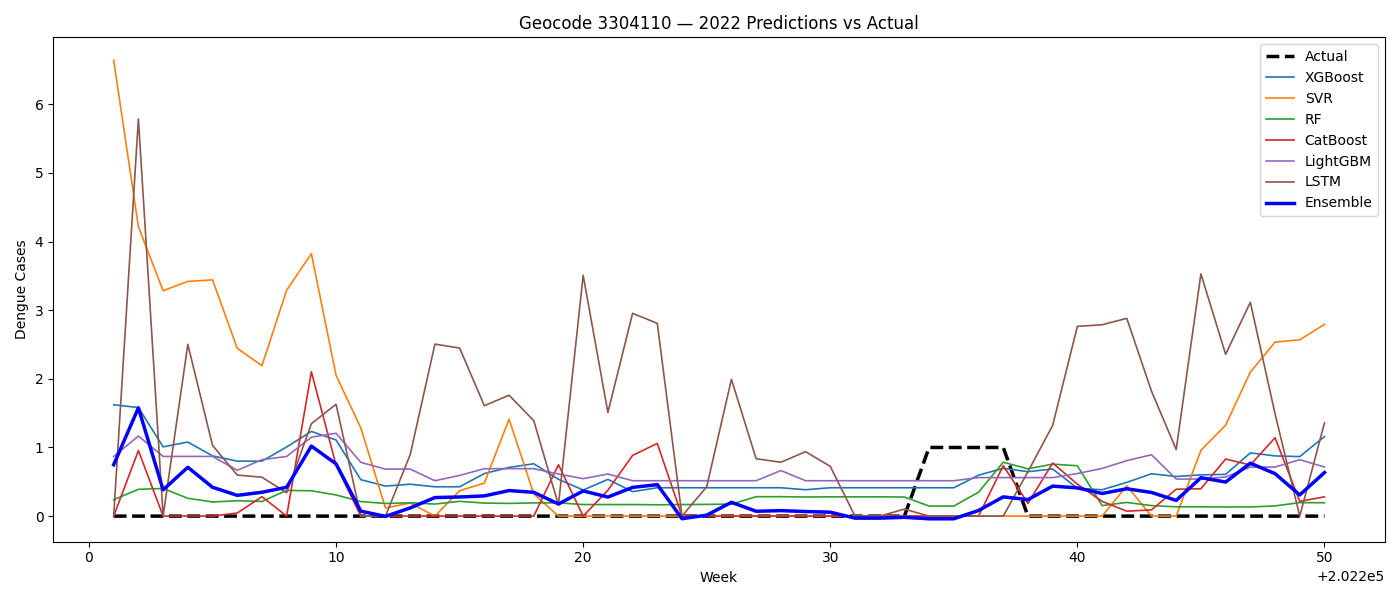 Geocode 3304110 — 2022 Predictions vs Actual
Dengue Cases
6
5
4
3
2
1
0
0
10
20
30
40
50
+2.022e5
Week
Actual
XGBoost
SVR
RF
CatBoost
LightGBM
LSTM
Ensemble